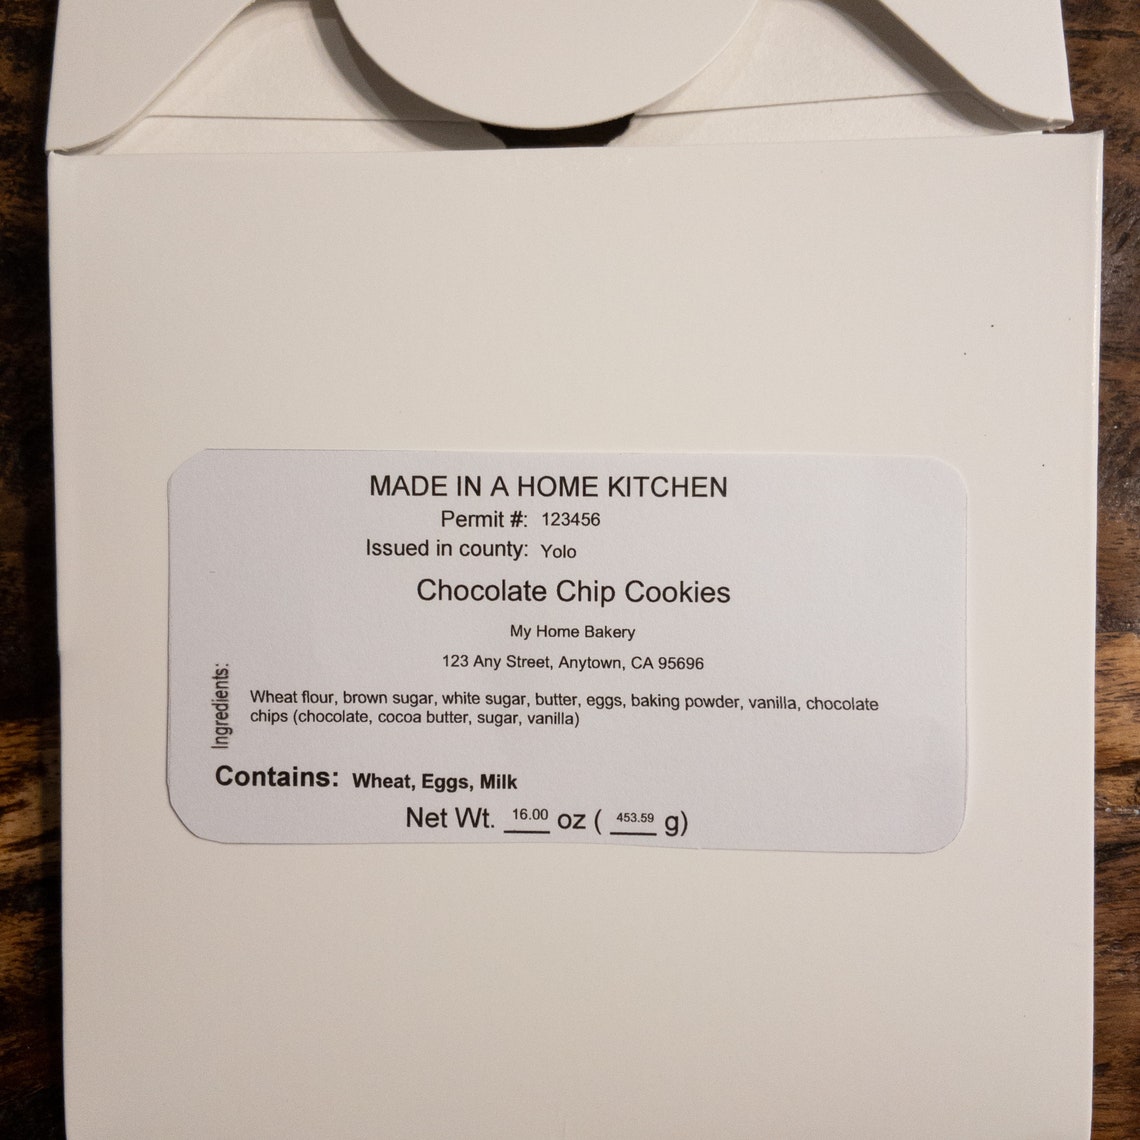 MADE IN A HOME KITCHEN
Permit #: 123456
Issued in county: Yolo
Chocolate Chip Cookies
My Home Bakery
123 Any Street, Anytown, CA 95696
Ingredients:
Wheat flour, brown sugar, white sugar, butter, eggs, baking powder, vanilla, chocolate
chips (chocolate, cocoa butter, sugar, vanilla)
Contains: Wheat, Eggs, Milk
Net Wt. 16.00 oz ( 453.59 g)